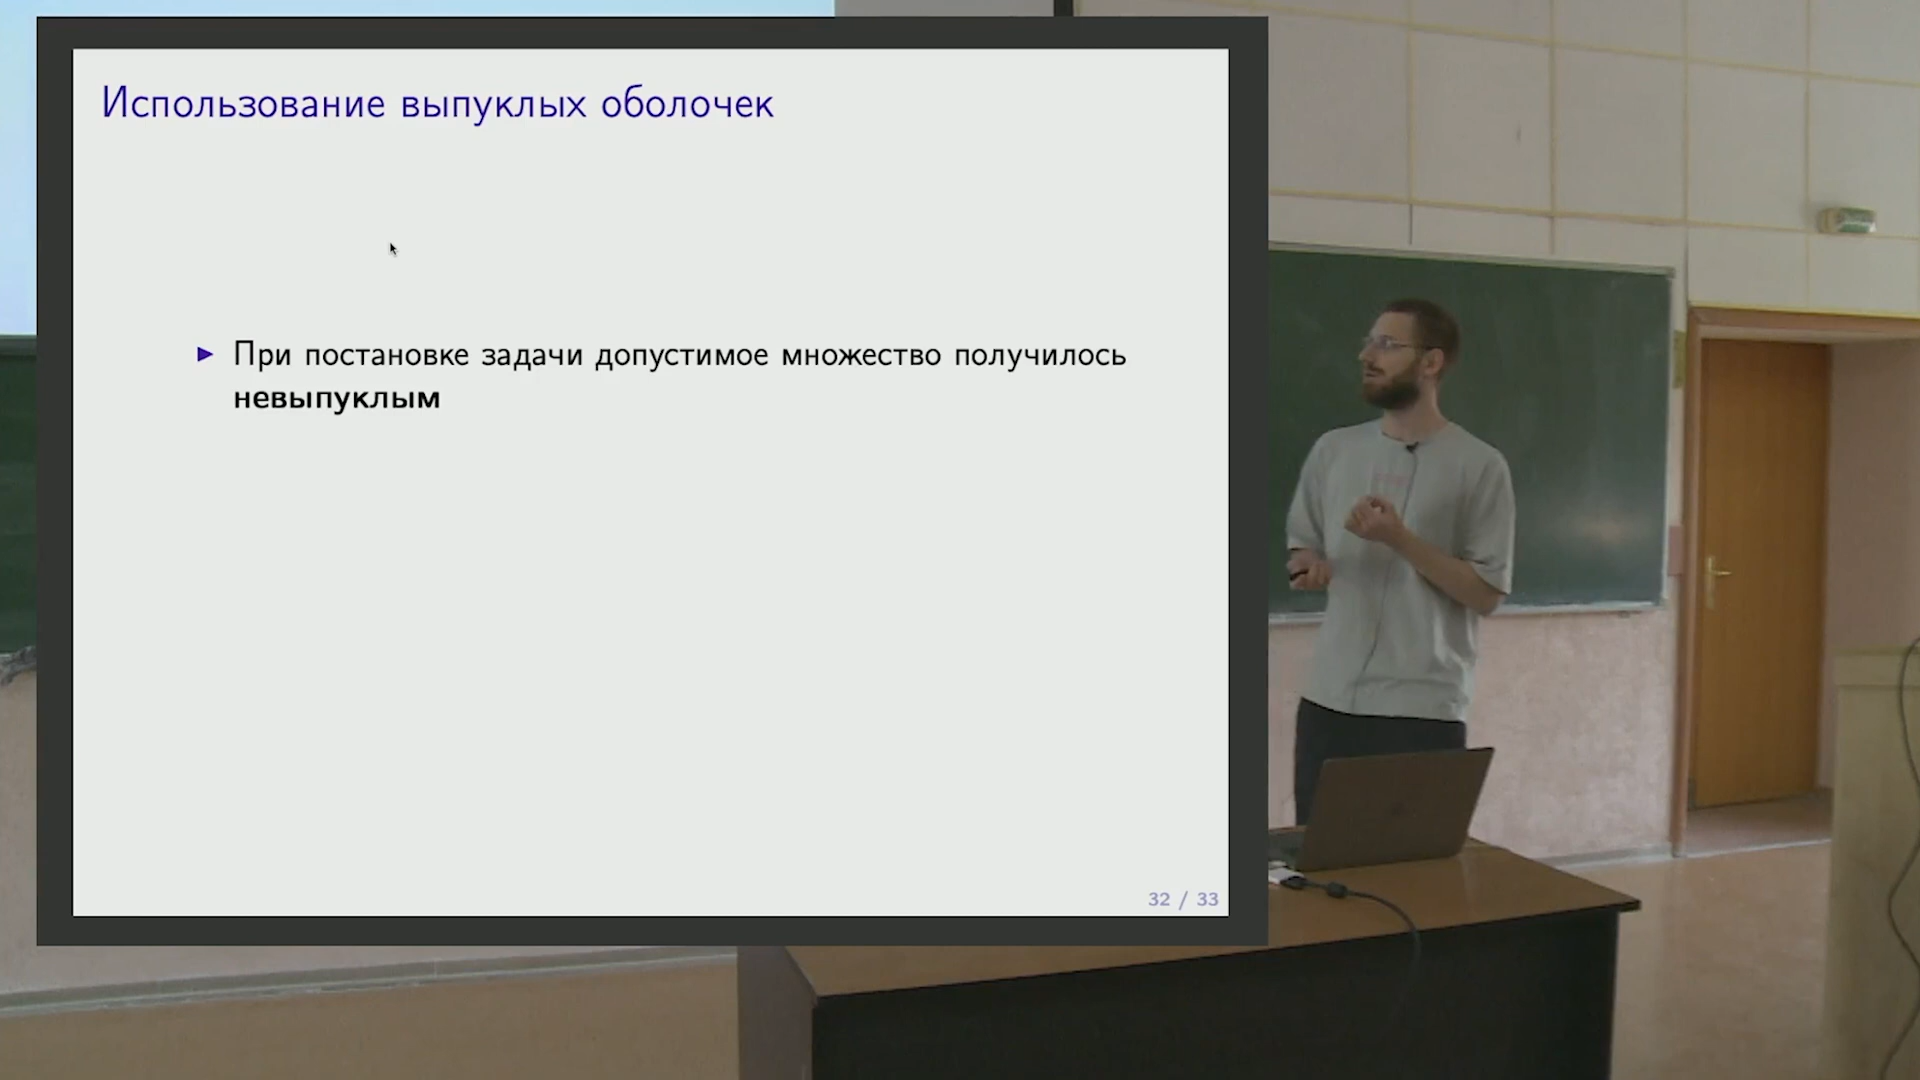 Использование выпуклых оболочек
► При постановке задачи допустимое множество получилось
невыпуклым
32 / 33